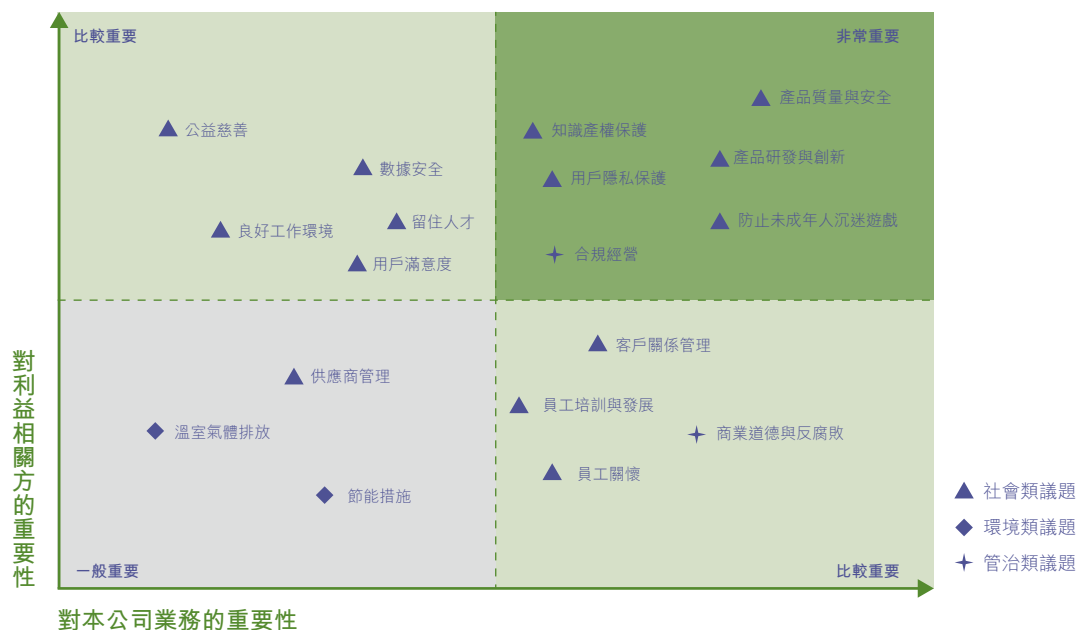 比較重要
非常重要
產品質量與安全
公益慈善
知識產權保護
產品研發與創新
數據安全
用戶隱私保護
留住人才
防止未成年人沉迷遊戲
良好工作環境
合規經營
用戶滿意度
客戶關係管理
供應商管理
員工培訓與發展
溫室氣體排放
商業道德與反腐敗
員工關懷
節能措施
一般重要
比較重要
對利益相關方的重要性
對本公司業務的重要性
社會類議題
環境類議題
管治類議題